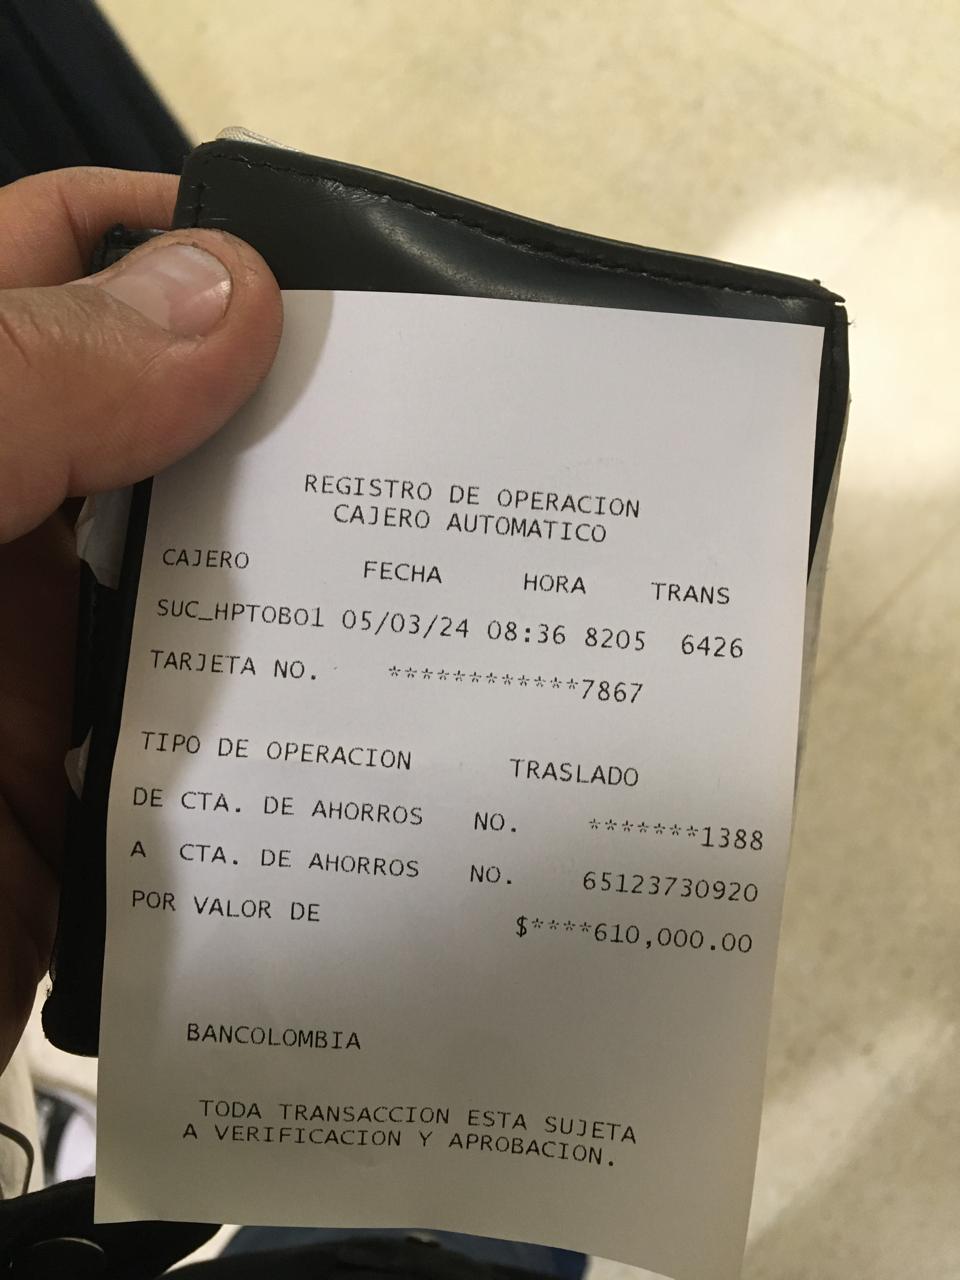 REGISTRO DE OPERACION
CAJERO AUTOMATICO
CAJERO FECHA HORA TRANS
SUC_HPTOBO1 05/03/24 08:36 8205 6426
TARJETA NO. ************7867
TIPO DE OPERACION TRASLADO
DE CTA. DE AHORROS NO. *******1388
A CTA. DE AHORROS NO. 65123730920
POR VALOR DE $****610,000.00
BANCOLOMBIA
TODA TRANSACCION ESTA SUJETA
A VERIFICACION Y APROBACION.